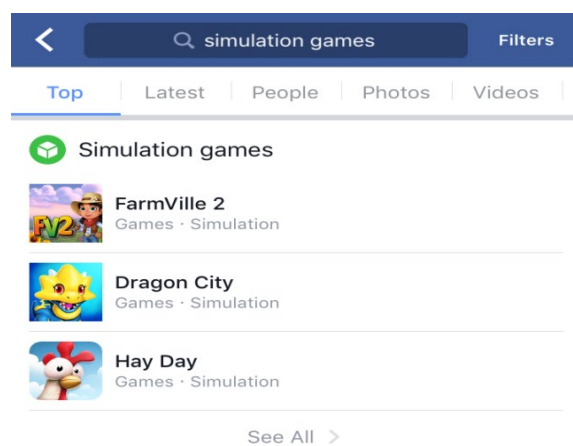 simulation games
Filters
Top
Latest
People
Photos
Videos
Simulation games
FV2
FarmVille 2
Games · Simulation
Dragon City
Games · Simulation
Hay Day
Games · Simulation
See All